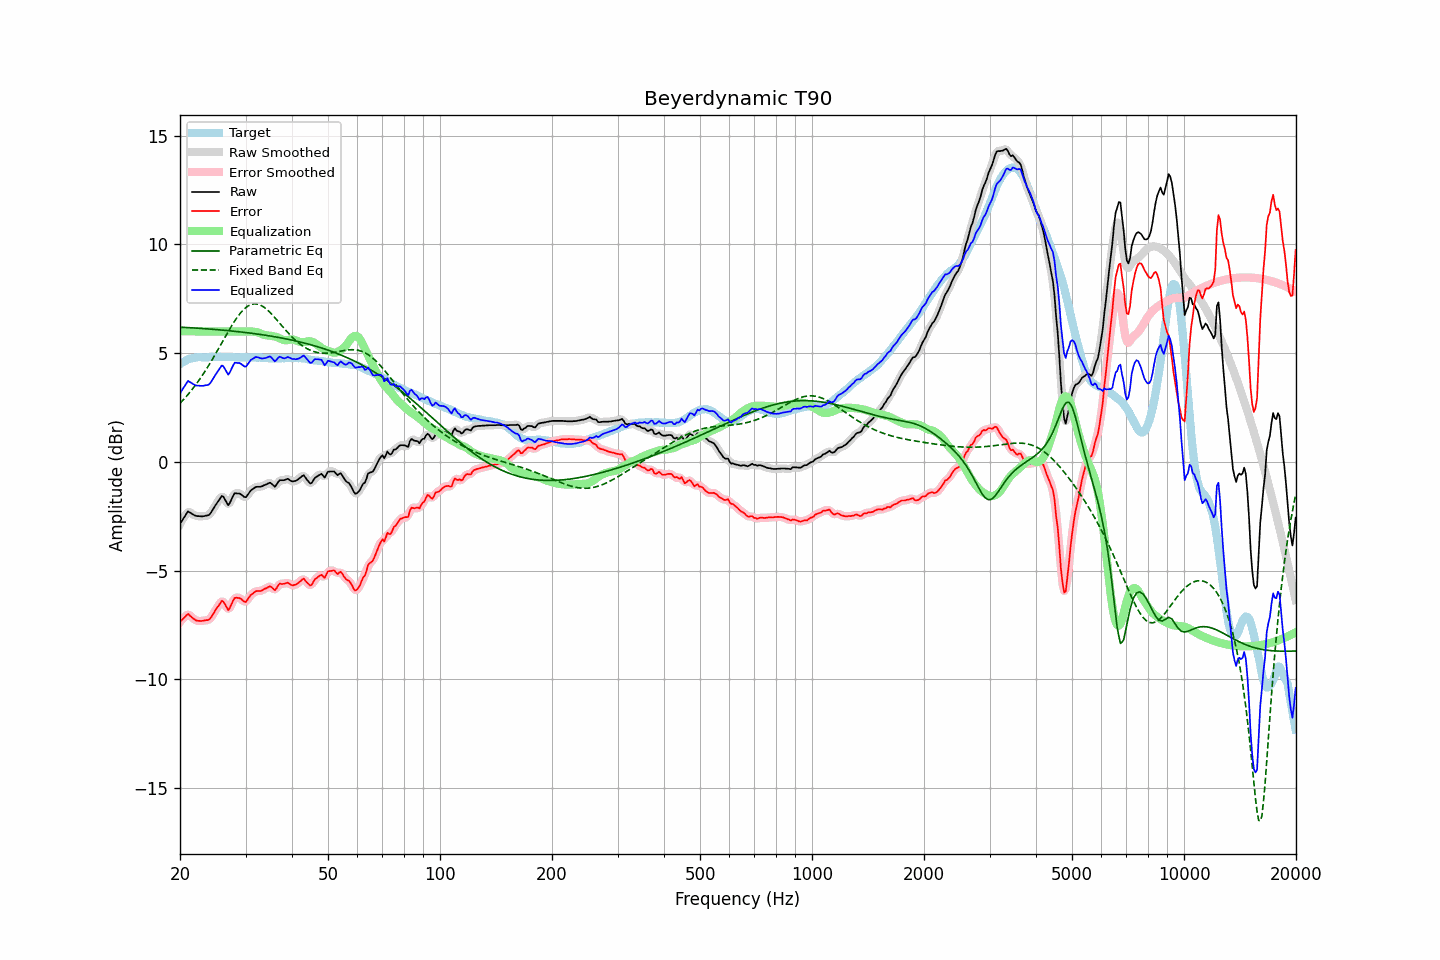 Beyerdynamic T90
Target
Raw Smoothed
Error Smoothed
Raw
Error
Equalization
Parametric Eq
Fixed Band Eq
Equalized
15
10
5
0
−5
−10
−15
Amplitude (dBr)
20 50 100 200 500 1000 2000 5000 10000 20000
Frequency (Hz)